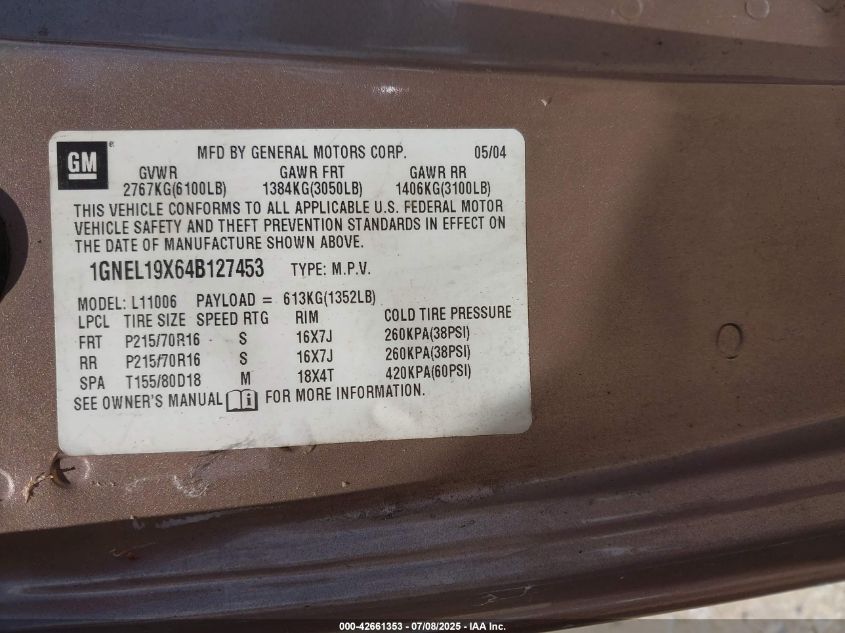 GM ® MFD BY GENERAL MOTORS CORP. 05/04
GVWR GAWR FRT GAWR RR
2767KG(6100LB) 1384KG(3050LB) 1406KG(3100LB)
THIS VEHICLE CONFORMS TO ALL APPLICABLE U.S. FEDERAL MOTOR
VEHICLE SAFETY AND THEFT PREVENTION STANDARDS IN EFFECT ON
THE DATE OF MANUFACTURE SHOWN ABOVE.
1GNEL19X64B127453 TYPE: M.P.V.
MODEL: L11006 PAYLOAD = 613KG(1352LB)
LPCL TIRE SIZE SPEED RTG RIM COLD TIRE PRESSURE
FRT P215/70R16 S 16X7J 260KPA(38PSI)
RR P215/70R16 S 16X7J 260KPA(38PSI)
SPA T155/80D18 M 18X4T 420KPA(60PSI)
SEE OWNER'S MANUAL i FOR MORE INFORMATION.
000-42661353 - 07/08/2025 - IAA Inc.